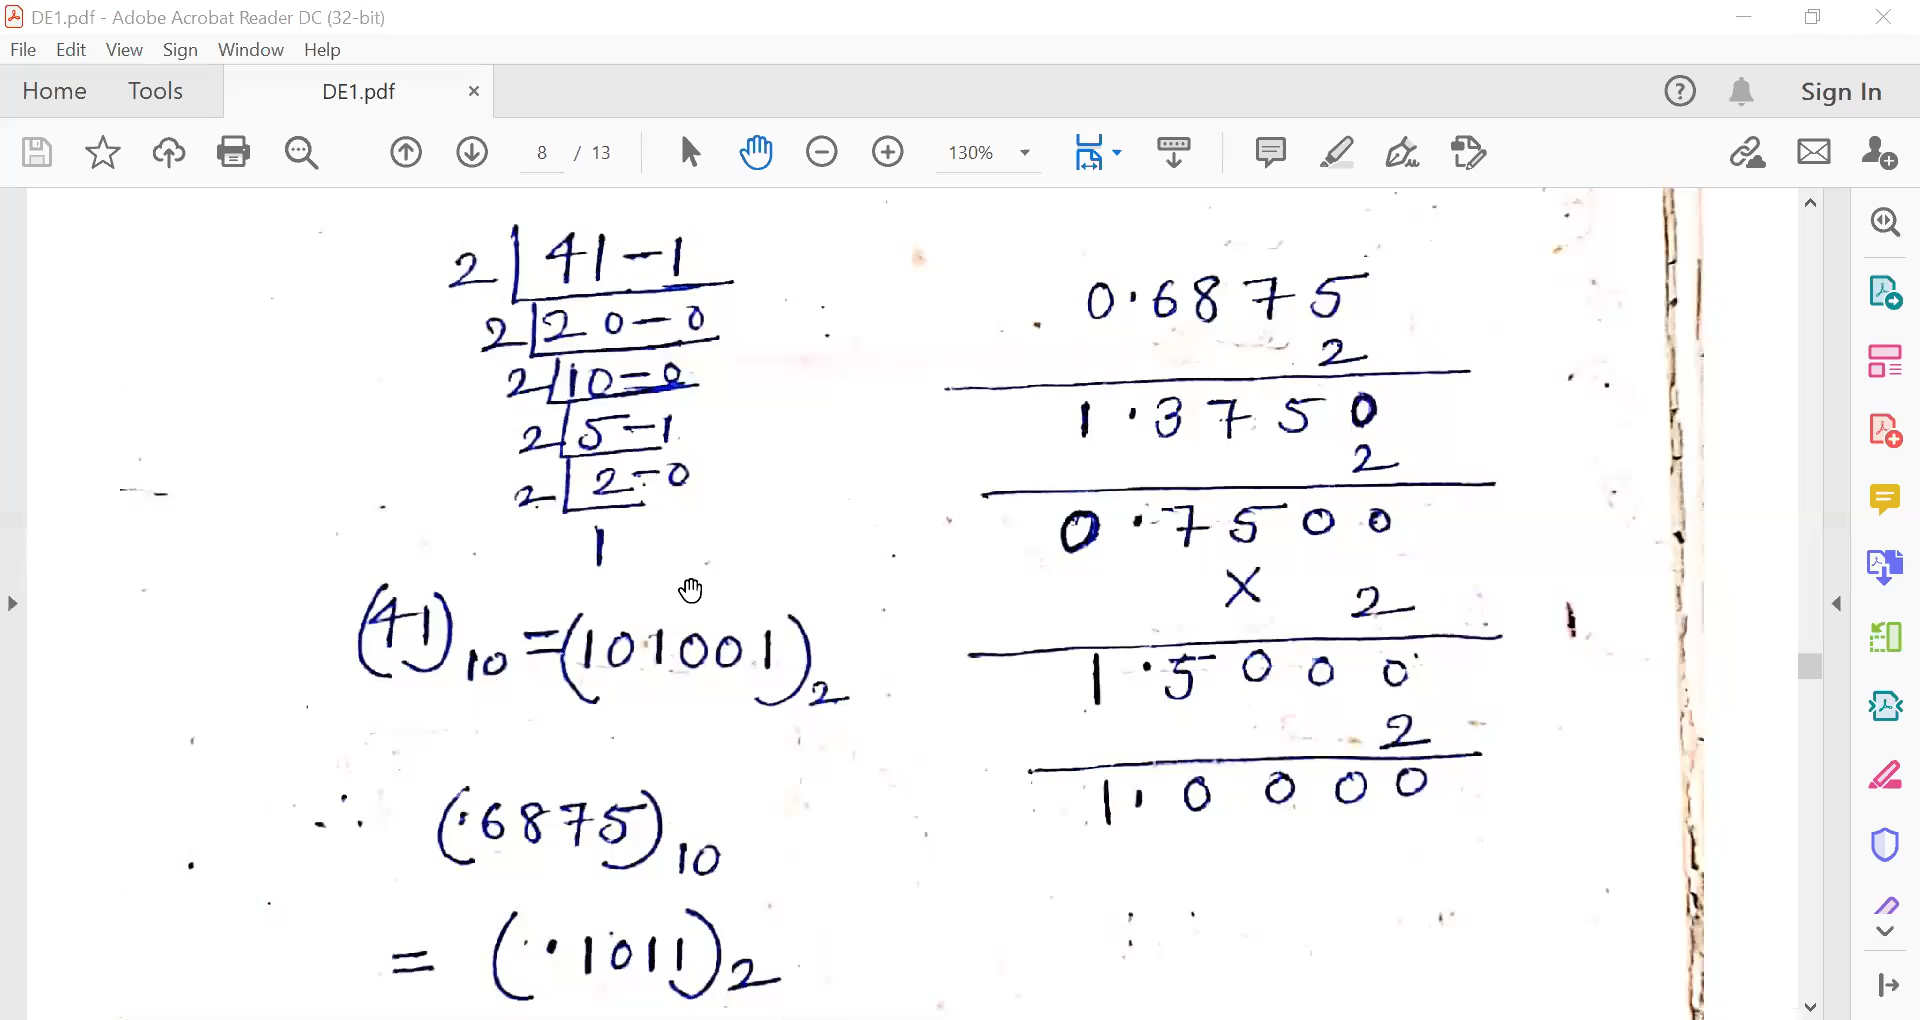 DE1.pdf - Adobe Acrobat Reader DC (32-bit)
File Edit View Sign Window Help
Home Tools DE1.pdf × Sign In
8 / 13 130%
2 | 41 - 1
2 | 20 - 0
2 | 10 = 0
2 | 5 - 1
2 | 2 - 0
1
(41)10 = (101001)2
∴ (.6875)10
= (.1011)2
0.6875
2
1.3750
2
0.7500
X 2
1.5000
2
1.0000